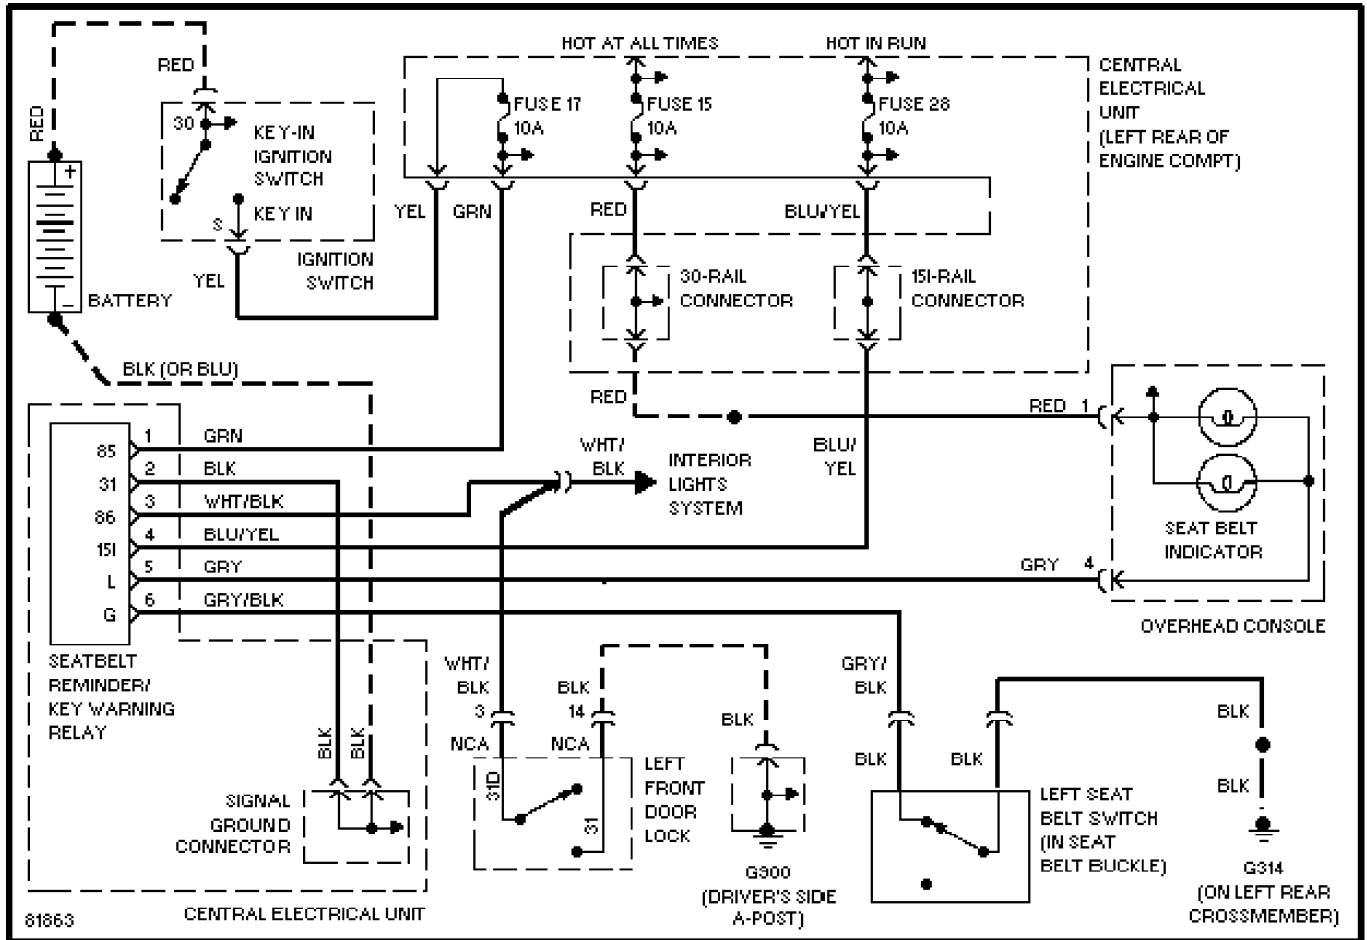 HOT AT ALL TIMES
HOT IN RUN
RED
RED
30
KEY-IN
IGNITION
SWITCH
S
KEY IN
IGNITION
SWITCH
YEL
+
–
BATTERY
FUSE 17
10A
FUSE 15
10A
FUSE 28
10A
CENTRAL
ELECTRICAL
UNIT
(LEFT REAR OF
ENGINE COMPT)
YEL
GRN
RED
BLU/YEL
30-RAIL
CONNECTOR
15I-RAIL
CONNECTOR
BLK (OR BLU)
RED
RED 1
WHT/
BLK
INTERIOR
LIGHTS
SYSTEM
BLU/
YEL
SEAT BELT
INDICATOR
GRY 4
OVERHEAD CONSOLE
85
1
GRN
31
2
BLK
86
3
WHT/BLK
15I
4
BLU/YEL
L
5
GRY
G
6
GRY/BLK
SEATBELT
REMINDER/
KEY WARNING
RELAY
BLK
BLK
SIGNAL
GROUND
CONNECTOR
CENTRAL ELECTRICAL UNIT
81863
WHT/
BLK
3
NCA
BLK
14
NCA
31D
31
LEFT
FRONT
DOOR
LOCK
BLK
G900
(DRIVER'S SIDE
A-POST)
GRY/
BLK
BLK
BLK
LEFT SEAT
BELT SWITCH
(IN SEAT
BELT BUCKLE)
BLK
BLK
G314
(ON LEFT REAR
CROSSMEMBER)